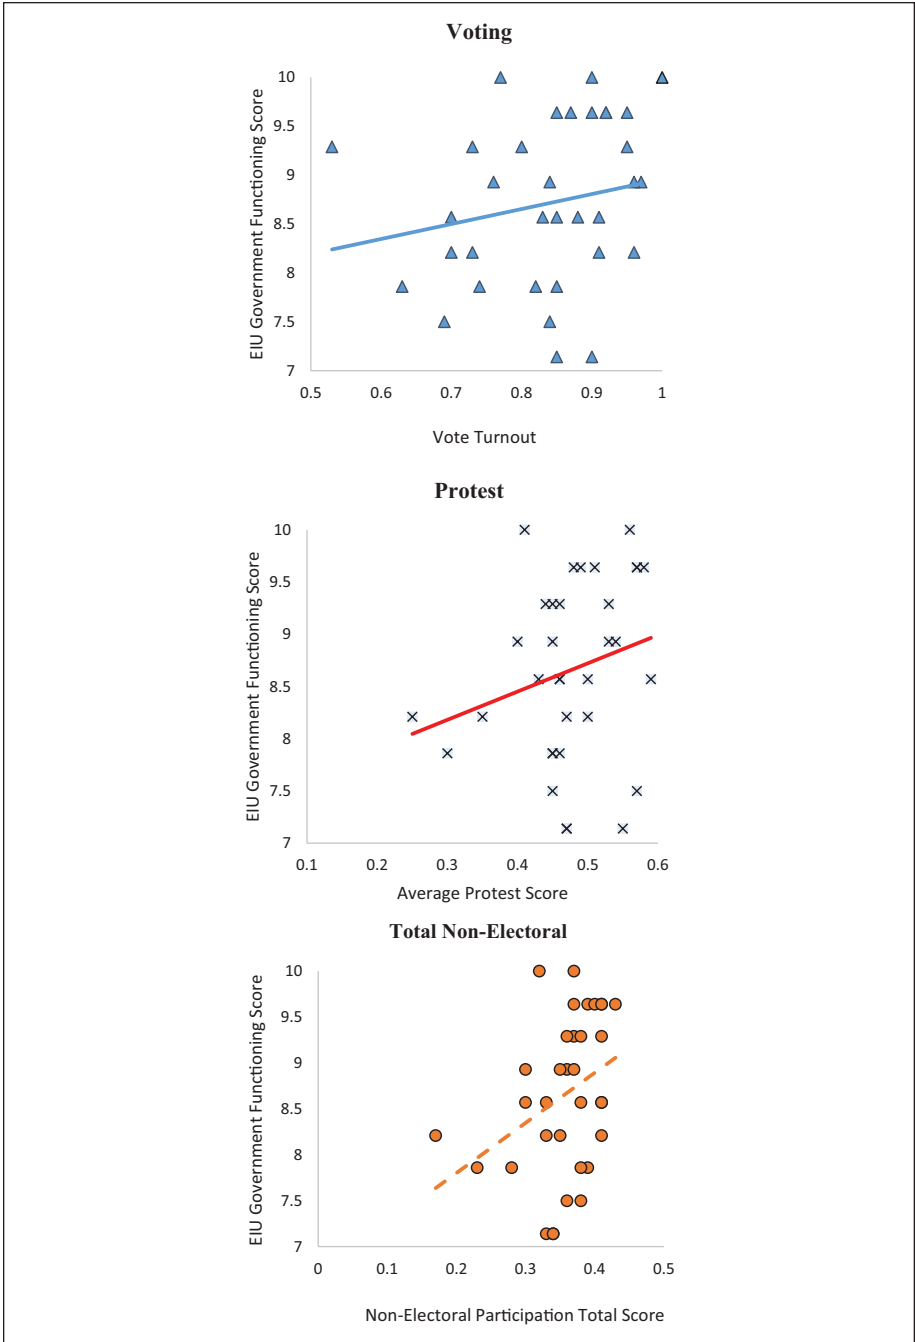 Voting
EIU Government Functioning Score
10
9.5
9
8.5
8
7.5
7
0.5 0.6 0.7 0.8 0.9 1
Vote Turnout
Protest
EIU Government Functioning Score
10
9.5
9
8.5
8
7.5
7
0.1 0.2 0.3 0.4 0.5 0.6
Average Protest Score
Total Non-Electoral
EIU Government Functioning Score
10
9.5
9
8.5
8
7.5
7
0 0.1 0.2 0.3 0.4 0.5
Non-Electoral Participation Total Score